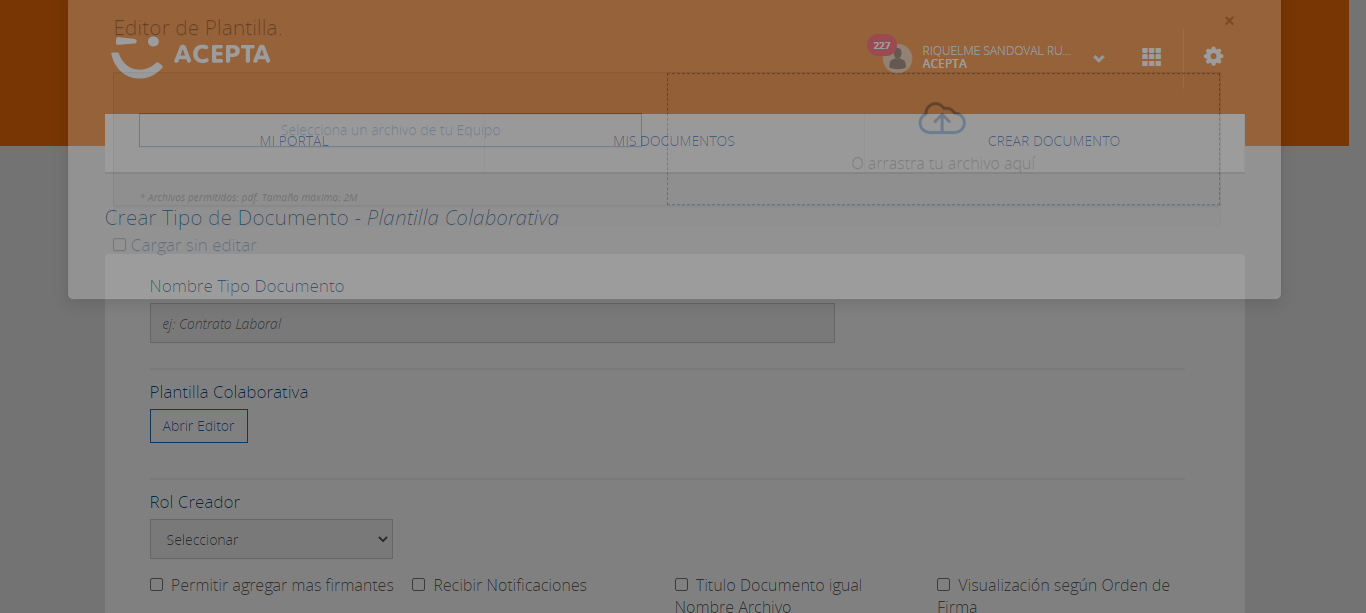 Editor de Plantilla.
×
ACEPTA
227
RIQUELME SANDOVAL RU...
ACEPTA
Selecciona un archivo de tu Equipo
MI PORTAL
MIS DOCUMENTOS
CREAR DOCUMENTO
O arrastra tu archivo aquí
* Archivos permitidos: pdf. Tamaño máximo: 2M
Crear Tipo de Documento - Plantilla Colaborativa
Cargar sin editar
Nombre Tipo Documento
ej: Contrato Laboral
Plantilla Colaborativa
Abrir Editor
Rol Creador
Seleccionar
Permitir agregar mas firmantes
Recibir Notificaciones
Titulo Documento igual
Nombre Archivo
Visualización según Orden de
Firma